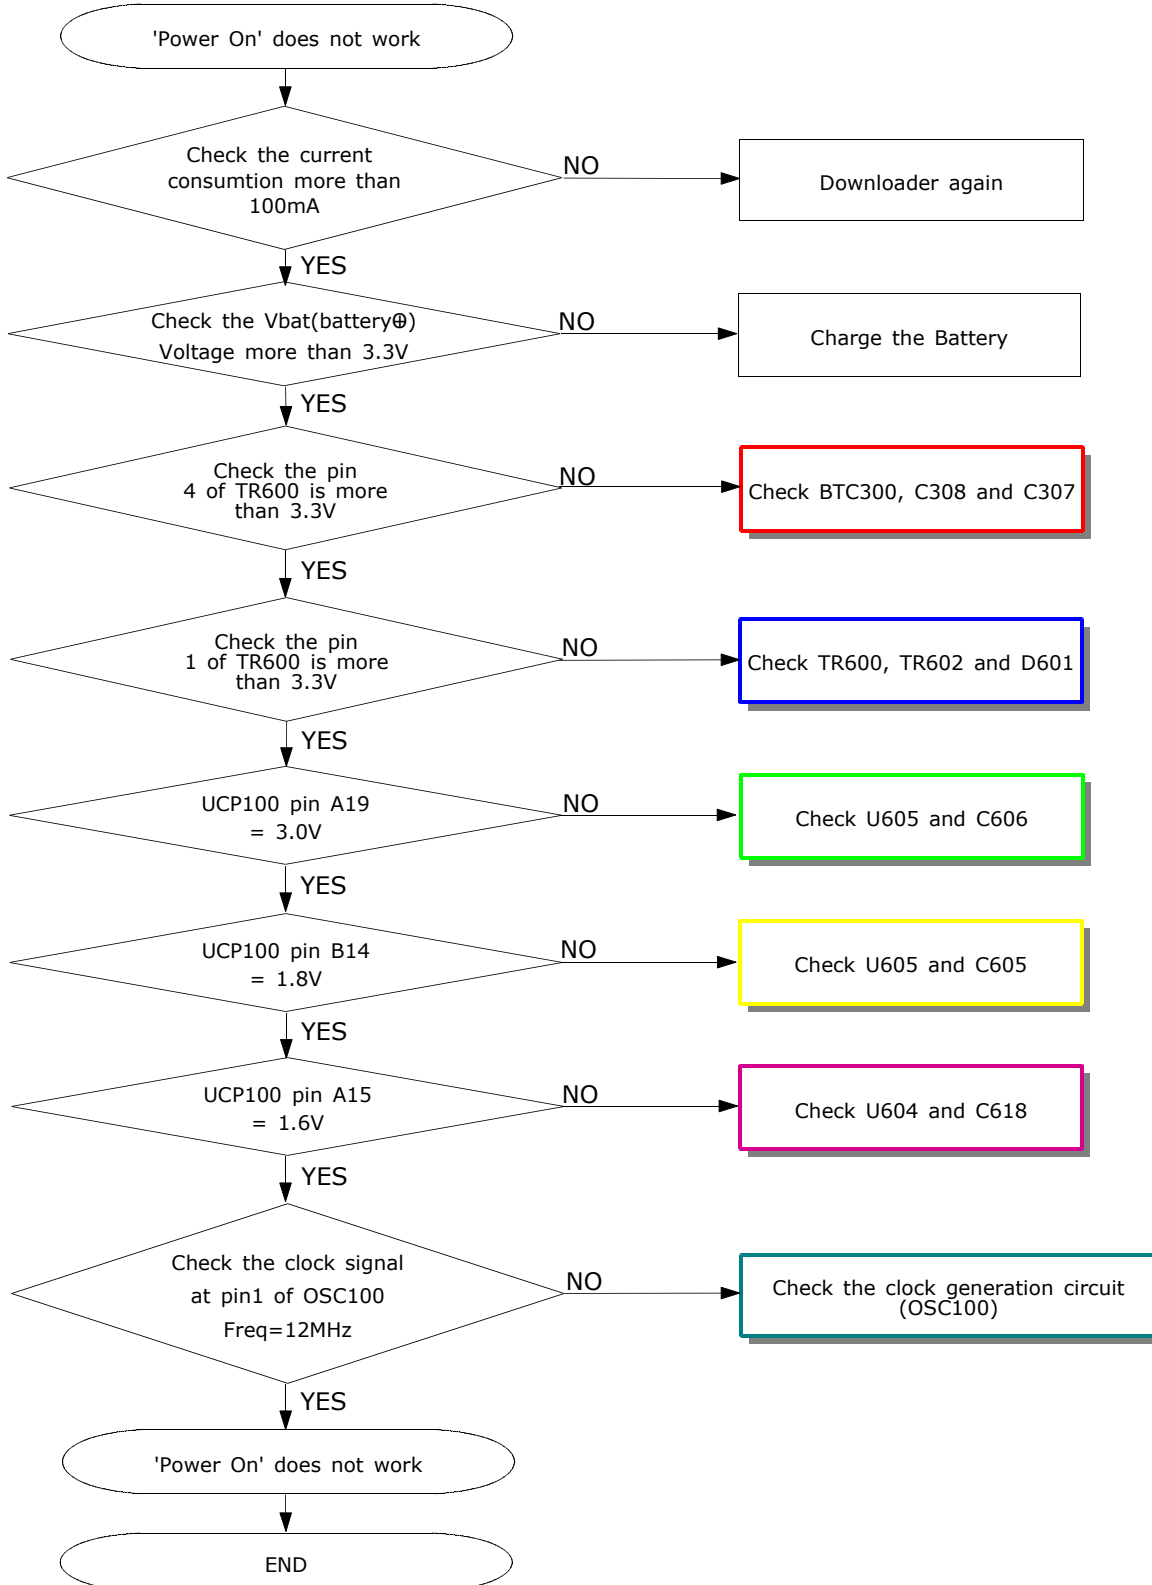 'Power On' does not work
Check the current
consumtion more than
100mA
NO
Downloader again
YES
Check the Vbat(battery⊕)
Voltage more than 3.3V
NO
Charge the Battery
YES
Check the pin
4 of TR600 is more
than 3.3V
NO
Check BTC300, C308 and C307
YES
Check the pin
1 of TR600 is more
than 3.3V
NO
Check TR600, TR602 and D601
YES
UCP100 pin A19
= 3.0V
NO
Check U605 and C606
YES
UCP100 pin B14
= 1.8V
NO
Check U605 and C605
YES
UCP100 pin A15
= 1.6V
NO
Check U604 and C618
YES
Check the clock signal
at pin1 of OSC100
Freq=12MHz
NO
Check the clock generation circuit
(OSC100)
YES
'Power On' does not work
END